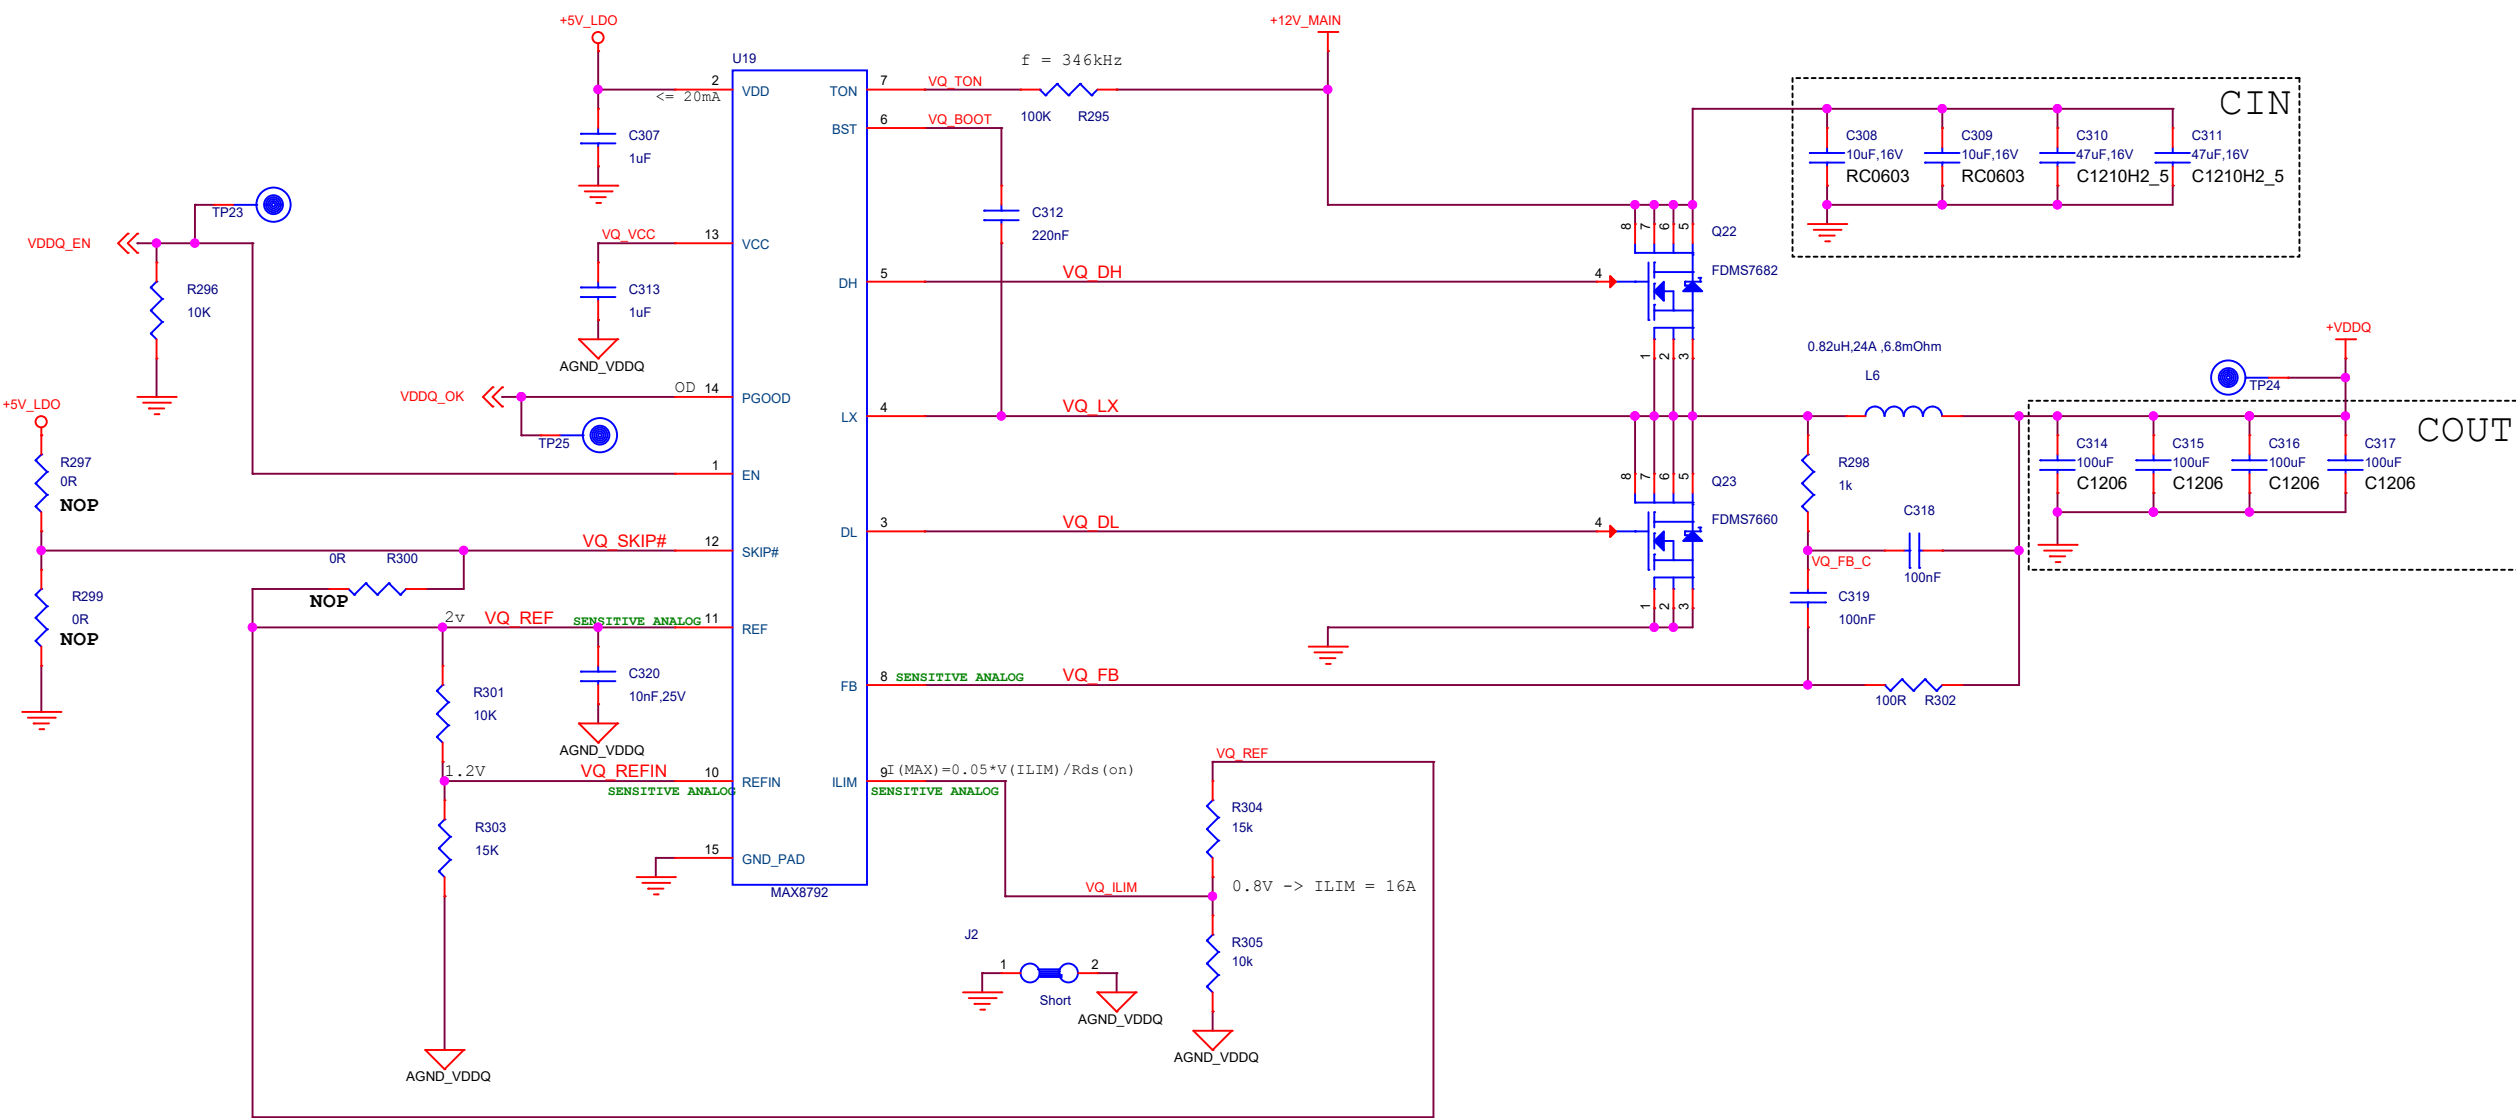 +5V_LDO
+12V_MAIN
U19
f = 346kHz
2
<= 20mA
VDD
TON
7
VQ_TON
100K
R295
CIN
C307
1uF
BST
6
VQ_BOOT
C308
10uF,16V
RC0603
C309
10uF,16V
RC0603
C310
47uF,16V
C1210H2_5
C311
47uF,16V
C1210H2_5
TP23
C312
220nF
VDDQ_EN
VQ_VCC
13
VCC
8
7
6
5
Q22
R296
10K
C313
1uF
DH
5
VQ_DH
4
FDMS7682
AGND_VDDQ
1
2
3
0.82uH,24A ,6.8mOhm
L6
+VDDQ
TP24
+5V_LDO
VDDQ_OK
OD
14
PGOOD
LX
4
VQ_LX
COUT
TP25
R297
0R
NOP
1
EN
8
7
6
5
Q23
R298
1k
C314
100uF
C1206
C315
100uF
C1206
C316
100uF
C1206
C317
100uF
C1206
DL
3
VQ_DL
4
FDMS7660
C318
100nF
VQ_SKIP#
12
SKIP#
0R
R300
NOP
VQ_FB_C
R299
0R
NOP
1
2
3
C319
100nF
2v
VQ_REF
SENSITIVE ANALOG
11
REF
C320
10nF,25V
FB
8
SENSITIVE ANALOG
VQ_FB
100R
R302
R301
10K
AGND_VDDQ
1.2V
VQ_REFIN
10
REFIN
SENSITIVE ANALOG
ILIM
9
I(MAX)=0.05*V(ILIM)/Rds(on)
SENSITIVE ANALOG
VQ_REF
R304
15k
R303
15K
15
GND_PAD
MAX8792
VQ_ILIM
0.8V -> ILIM = 16A
J2
1
2
Short
AGND_VDDQ
R305
10k
AGND_VDDQ
AGND_VDDQ